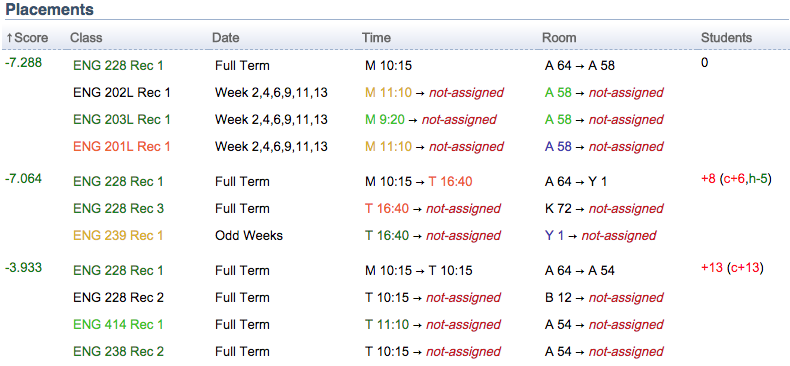 Placements
↑Score Class Date Time Room Students
-7.288 ENG 228 Rec 1 Full Term M 10:15 A 64 → A 58 0
ENG 202L Rec 1 Week 2,4,6,9,11,13 M 11:10 → not-assigned A 58 → not-assigned
ENG 203L Rec 1 Week 2,4,6,9,11,13 M 9:20 → not-assigned A 58 → not-assigned
ENG 201L Rec 1 Week 2,4,6,9,11,13 M 11:10 → not-assigned A 58 → not-assigned
-7.064 ENG 228 Rec 1 Full Term M 10:15 → T 16:40 A 64 → Y 1 +8 (c+6,h-5)
ENG 228 Rec 3 Full Term T 16:40 → not-assigned K 72 → not-assigned
ENG 239 Rec 1 Odd Weeks T 16:40 → not-assigned Y 1 → not-assigned
-3.933 ENG 228 Rec 1 Full Term M 10:15 → T 10:15 A 64 → A 54 +13 (c+13)
ENG 228 Rec 2 Full Term T 10:15 → not-assigned B 12 → not-assigned
ENG 414 Rec 1 Full Term T 11:10 → not-assigned A 54 → not-assigned
ENG 238 Rec 2 Full Term T 10:15 → not-assigned A 54 → not-assigned